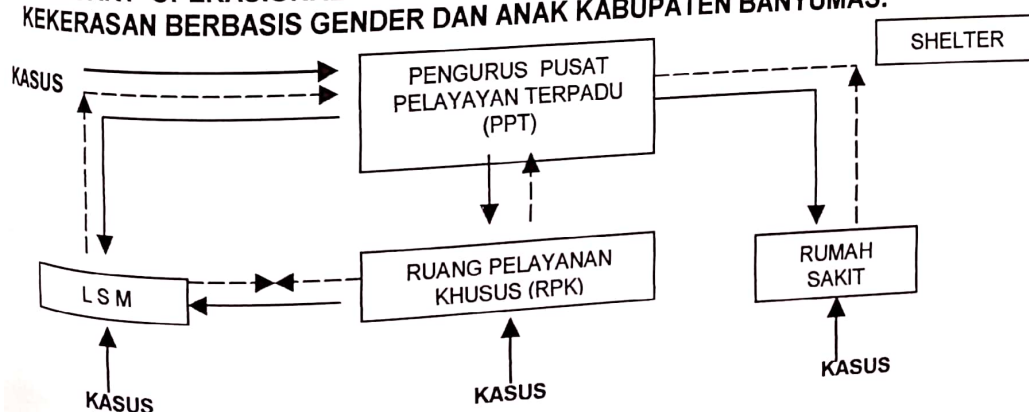 KEKERASAN BERBASIS GENDER DAN ANAK KABUPATEN BANYUMAS.
SHELTER
KASUS
PENGURUS PUSAT
PELAYAYAN TERPADU
(PPT)
RUANG PELAYANAN
KHUSUS (RPK)
RUMAH
SAKIT
L S M
KASUS
KASUS
KASUS